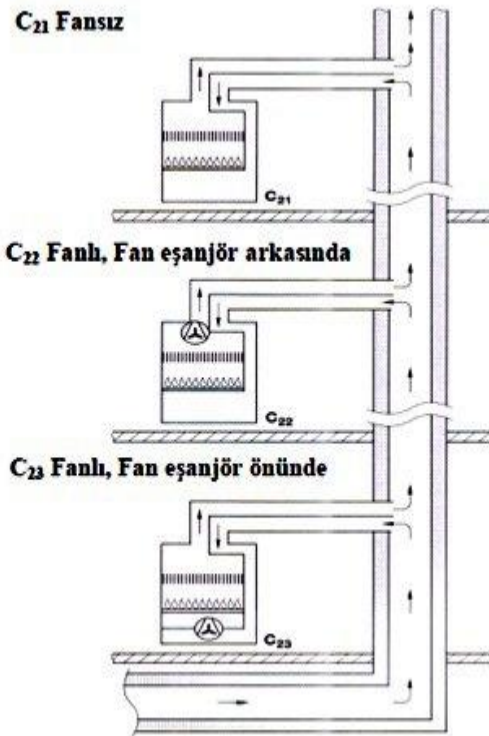 C₂₁ Fansız
C₂₁
C₂₂ Fanlı, Fan eşanjör arkasında
C₂₂
C₂₃ Fanlı, Fan eşanjör önünde
C₂₃